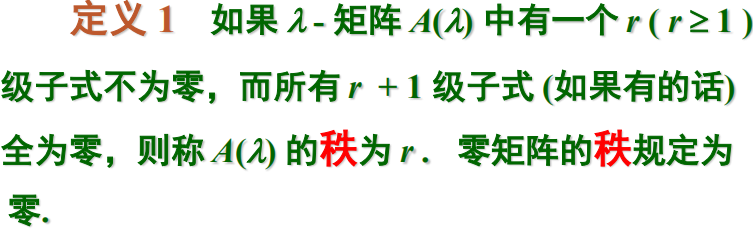 定义 1 如果 λ - 矩阵 A(λ) 中有一个 r ( r ≥ 1 )
级子式不为零，而所有 r + 1 级子式 (如果有的话)
全为零，则称 A(λ) 的秩为 r . 零矩阵的秩规定为
零.